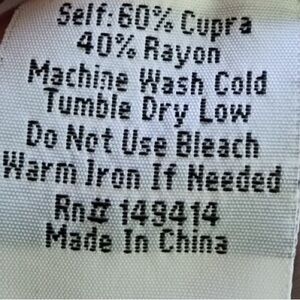 Self: 60% Cupra
40% Rayon
Machine Wash Cold
Tumble Dry Low
Do Not Use Bleach
Warm Iron If Needed
Rn# 149414
Made In China